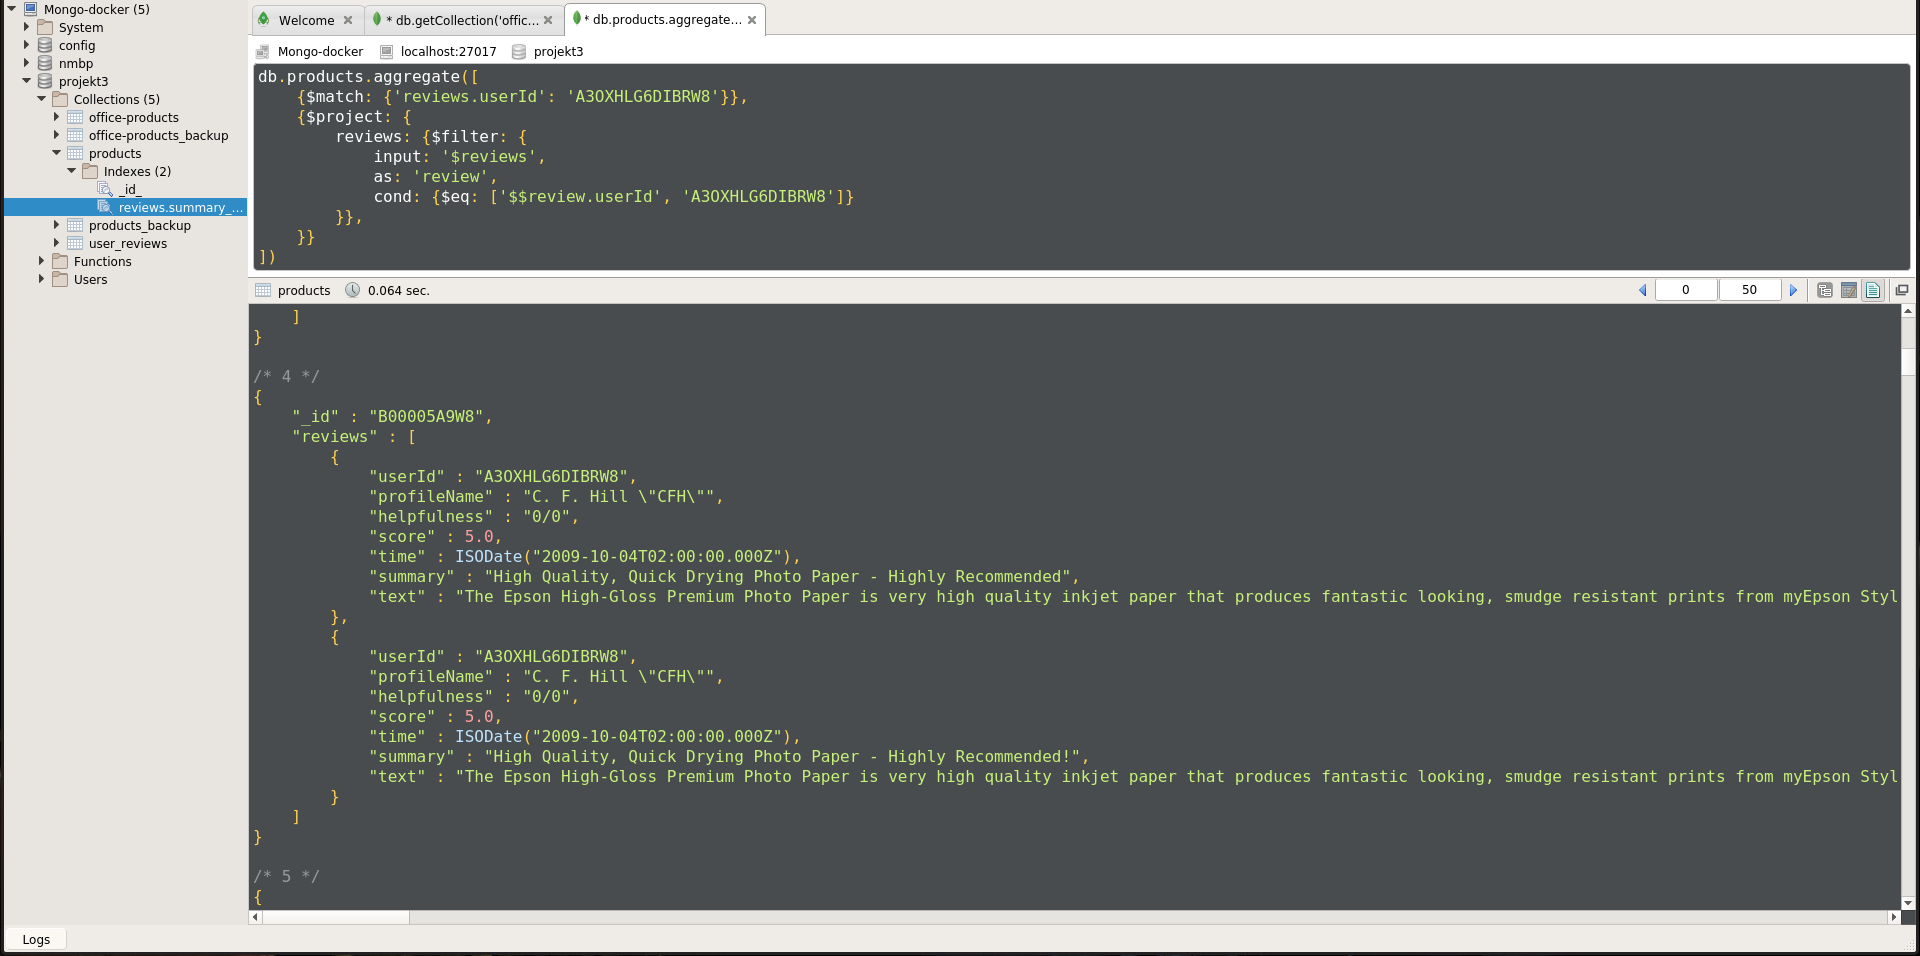 Mongo-docker (5)
System
config
nmbp
projekt3
Collections (5)
office-products
office-products_backup
products
Indexes (2)
_id_
reviews.summary_...
products_backup
user_reviews
Functions
Users
Welcome
* db.getCollection('offic...
* db.products.aggregate...
Mongo-docker localhost:27017 projekt3
db.products.aggregate([
    {$match: {'reviews.userId': 'A3OXHLG6DIBRW8'}},
    {$project: {
        reviews: {$filter: {
            input: '$reviews',
            as: 'review',
            cond: {$eq: ['$$review.userId', 'A3OXHLG6DIBRW8']}
        }},
    }}
])
products 0.064 sec. 0 50
    ]
}
/* 4 */
{
    "_id" : "B00005A9W8",
    "reviews" : [
        {
            "userId" : "A3OXHLG6DIBRW8",
            "profileName" : "C. F. Hill \"CFH\"",
            "helpfulness" : "0/0",
            "score" : 5.0,
            "time" : ISODate("2009-10-04T02:00:00.000Z"),
            "summary" : "High Quality, Quick Drying Photo Paper - Highly Recommended",
            "text" : "The Epson High-Gloss Premium Photo Paper is very high quality inkjet paper that produces fantastic looking, smudge resistant prints from myEpson Styl
        },
        {
            "userId" : "A3OXHLG6DIBRW8",
            "profileName" : "C. F. Hill \"CFH\"",
            "helpfulness" : "0/0",
            "score" : 5.0,
            "time" : ISODate("2009-10-04T02:00:00.000Z"),
            "summary" : "High Quality, Quick Drying Photo Paper - Highly Recommended!",
            "text" : "The Epson High-Gloss Premium Photo Paper is very high quality inkjet paper that produces fantastic looking, smudge resistant prints from myEpson Styl
        }
    ]
}
/* 5 */
{
Logs